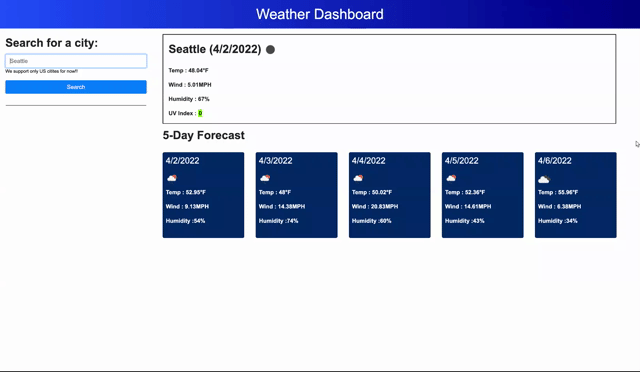 Weather Dashboard
Search for a city:
Seattle
We support only US citites for now!!
Search
Seattle (4/2/2022)
Temp : 48.04°F
Wind : 5.01MPH
Humidity : 67%
UV Index : 0
5-Day Forecast
4/2/2022
Temp : 52.95°F
Wind : 9.13MPH
Humidity :54%
4/3/2022
Temp : 48°F
Wind : 14.38MPH
Humidity :74%
4/4/2022
Temp : 50.02°F
Wind : 20.83MPH
Humidity :60%
4/5/2022
Temp : 52.36°F
Wind : 14.61MPH
Humidity :43%
4/6/2022
Temp : 55.96°F
Wind : 6.38MPH
Humidity :34%